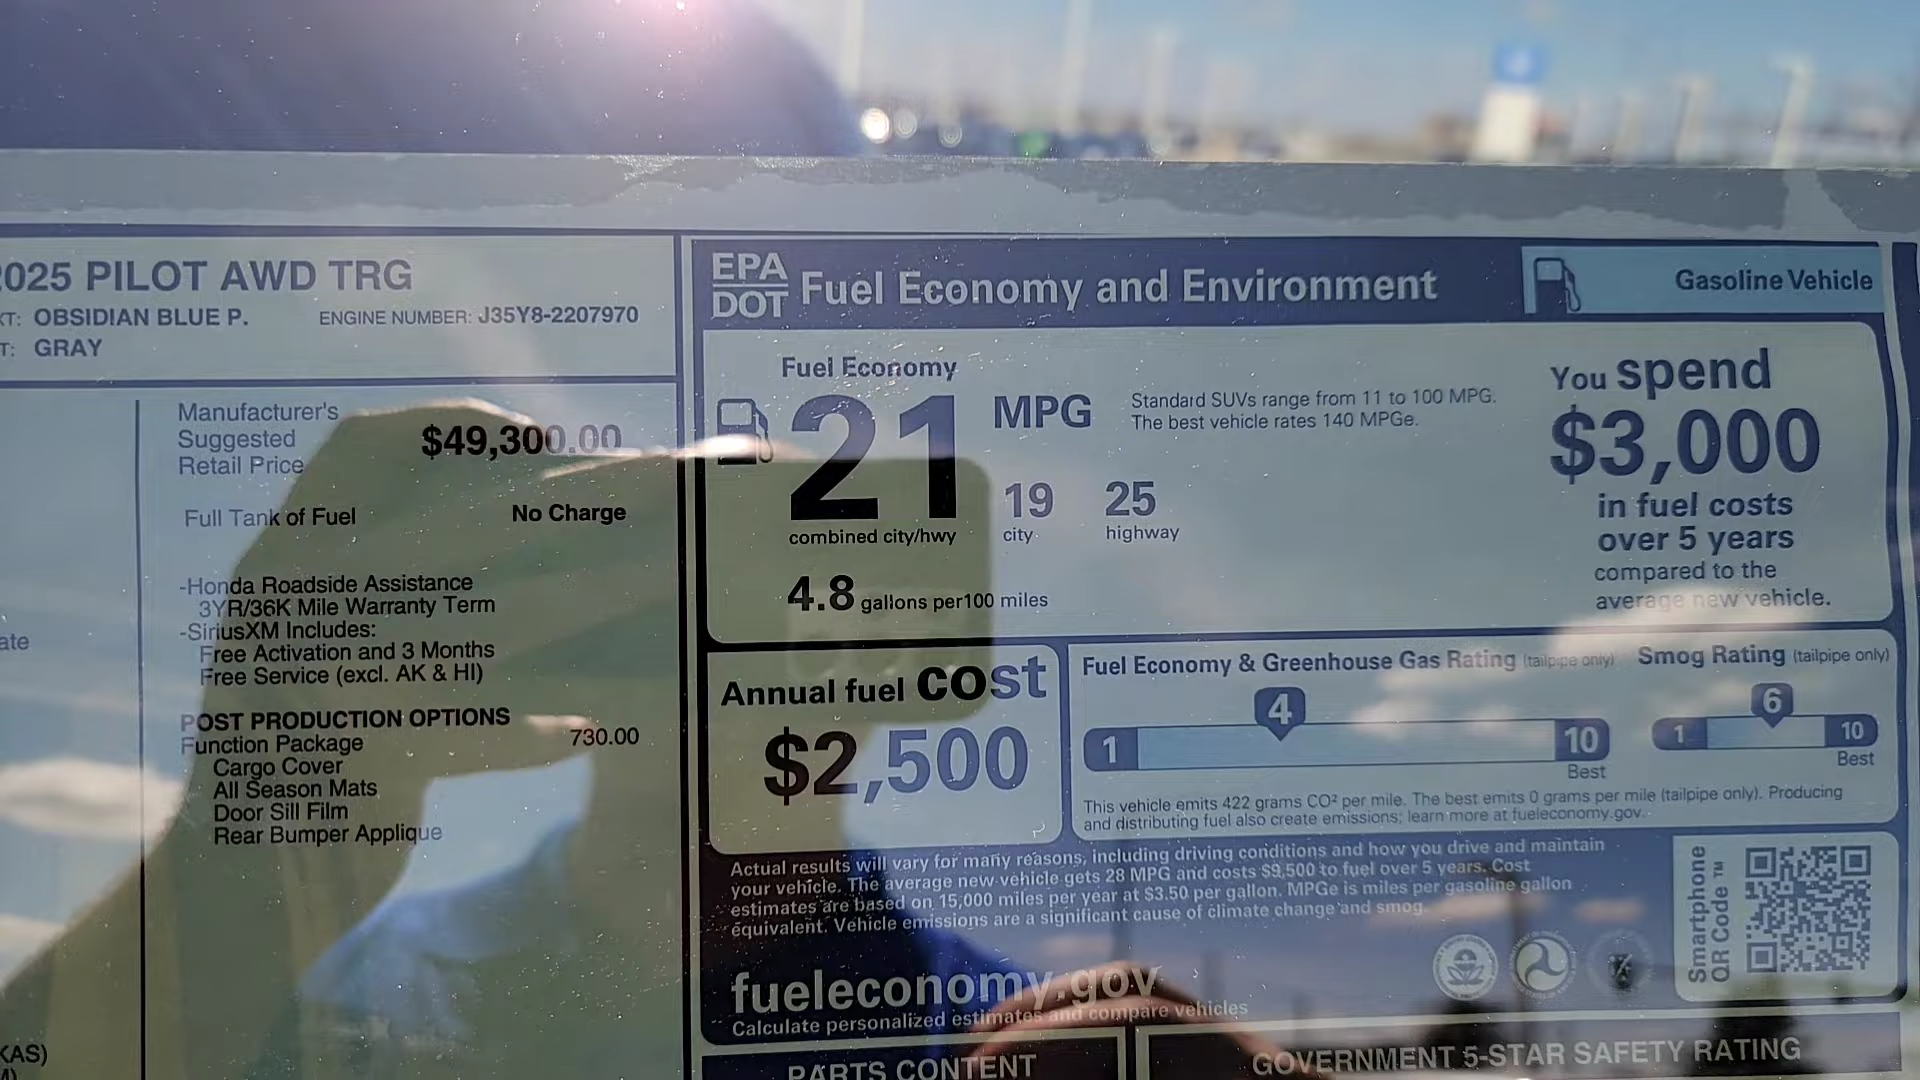 2025 PILOT AWD TRG
XT: OBSIDIAN BLUE P. ENGINE NUMBER: J35Y8-2207970
T: GRAY
Manufacturer's
Suggested
Retail Price
$49,300.00
Full Tank of Fuel No Charge
-Honda Roadside Assistance
3YR/36K Mile Warranty Term
-SiriusXM Includes:
Free Activation and 3 Months
Free Service (excl. AK & HI)
POST PRODUCTION OPTIONS
Function Package 730.00
Cargo Cover
All Season Mats
Door Sill Film
Rear Bumper Applique
ate
KAS)
EPA
DOT
Fuel Economy and Environment
Gasoline Vehicle
Fuel Economy
21 MPG
combined city/hwy
19
city
25
highway
4.8 gallons per100 miles
Standard SUVs range from 11 to 100 MPG.
The best vehicle rates 140 MPGe.
You spend
$3,000
in fuel costs
over 5 years
compared to the
average new vehicle.
Annual fuel cost
$2,500
Fuel Economy & Greenhouse Gas Rating (tailpipe only)
4
1
10
Best
Smog Rating (tailpipe only)
6
1
10
Best
This vehicle emits 422 grams CO² per mile. The best emits 0 grams per mile (tailpipe only). Producing
and distributing fuel also create emissions; learn more at fueleconomy.gov.
Actual results will vary for many reasons, including driving conditions and how you drive and maintain
your vehicle. The average new vehicle gets 28 MPG and costs $9,500 to fuel over 5 years. Cost
estimates are based on 15,000 miles per year at $3.50 per gallon. MPGe is miles per gasoline gallon
equivalent. Vehicle emissions are a significant cause of climate change and smog.
fueleconomy.gov
Calculate personalized estimates and compare vehicles
Smartphone
QR Code ™
PARTS CONTENT
GOVERNMENT 5-STAR SAFETY RATING